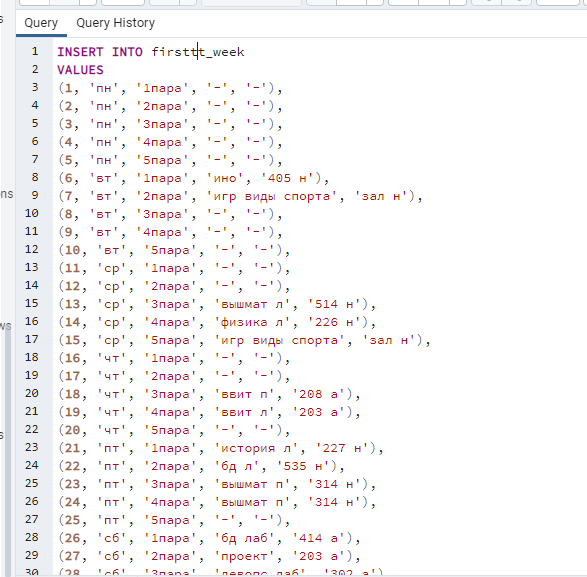 Query Query History
1 INSERT INTO firsttt_week
2 VALUES
3 (1, 'пн', '1пара', '-', '-'),
4 (2, 'пн', '2пара', '-', '-'),
5 (3, 'пн', '3пара', '-', '-'),
6 (4, 'пн', '4пара', '-', '-'),
7 (5, 'пн', '5пара', '-', '-'),
8 (6, 'вт', '1пара', 'ино', '405 н'),
9 (7, 'вт', '2пара', 'игр виды спорта', 'зал н'),
10 (8, 'вт', '3пара', '-', '-'),
11 (9, 'вт', '4пара', '-', '-'),
12 (10, 'вт', '5пара', '-', '-'),
13 (11, 'ср', '1пара', '-', '-'),
14 (12, 'ср', '2пара', '-', '-'),
15 (13, 'ср', '3пара', 'вышмат л', '514 н'),
16 (14, 'ср', '4пара', 'физика л', '226 н'),
17 (15, 'ср', '5пара', 'игр виды спорта', 'зал н'),
18 (16, 'чт', '1пара', '-', '-'),
19 (17, 'чт', '2пара', '-', '-'),
20 (18, 'чт', '3пара', 'ввит п', '208 а'),
21 (19, 'чт', '4пара', 'ввит л', '203 а'),
22 (20, 'чт', '5пара', '-', '-'),
23 (21, 'пт', '1пара', 'история л', '227 н'),
24 (22, 'пт', '2пара', 'бд л', '535 н'),
25 (23, 'пт', '3пара', 'вышмат п', '314 н'),
26 (24, 'пт', '4пара', 'вышмат п', '314 н'),
27 (25, 'пт', '5пара', '-', '-'),
28 (26, 'сб', '1пара', 'бд лаб', '414 а'),
29 (27, 'сб', '2пара', 'проект', '203 а'),
30 (28, 'сб', '3пара', 'девопс лаб', '302 а')